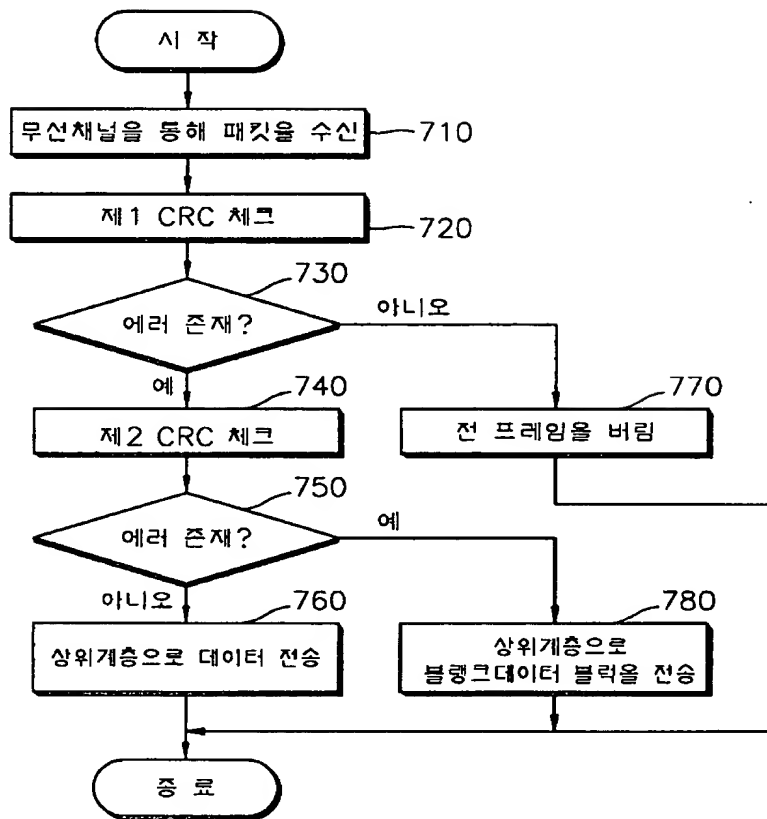 시 작
무선채널을 통해 패킷을 수신
710
제1 CRC 체크
720
730
에러 존재?
아니오
예
740
제2 CRC 체크
770
전 프레임을 버림
750
에러 존재?
예
아니오
760
상위계층으로 데이터 전송
780
상위계층으로
블랭크데이터 블럭을 전송
종 료